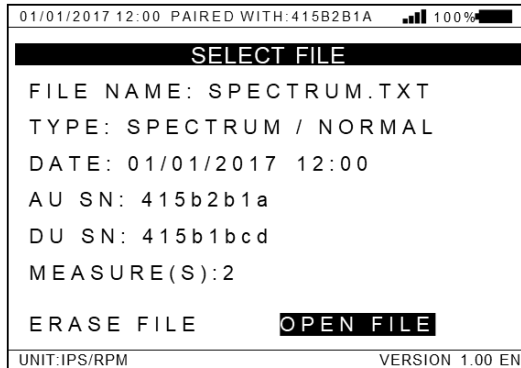 01/01/2017 12:00 PAIRED WITH:415B2B1A 100%
SELECT FILE
FILE NAME: SPECTRUM.TXT
TYPE: SPECTRUM / NORMAL
DATE: 01/01/2017 12:00
AU SN: 415b2b1a
DU SN: 415b1bcd
MEASURE(S):2
ERASE FILE OPEN FILE
UNIT:IPS/RPM VERSION 1.00 EN